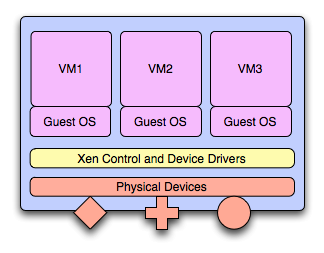 VM1 VM2 VM3
Guest OS Guest OS Guest OS
Xen Control and Device Drivers
Physical Devices